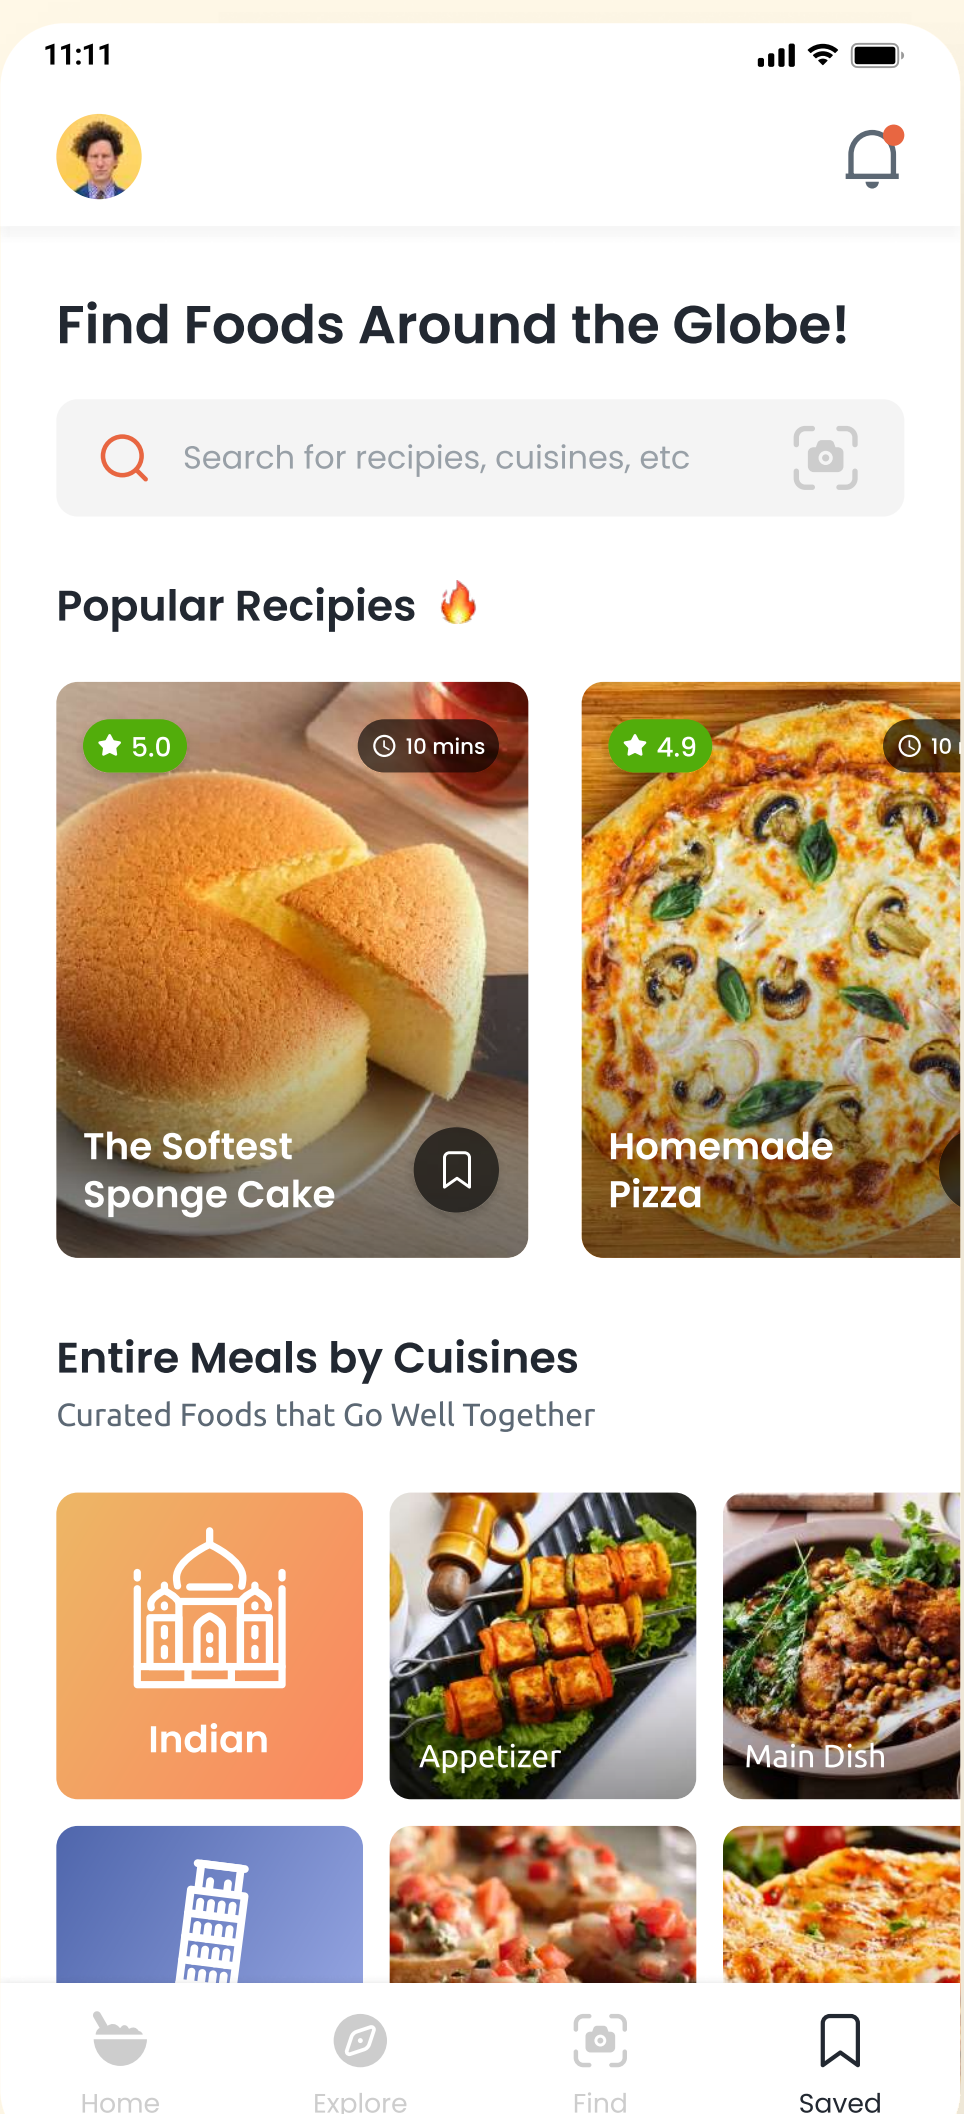 11:11
Find Foods Around the Globe!
Search for recipies, cuisines, etc
Popular Recipies 🔥
5.0
10 mins
4.9
10
The Softest
Sponge Cake
Homemade
Pizza
Entire Meals by Cuisines
Curated Foods that Go Well Together
Indian
Appetizer
Main Dish
Home
Explore
Find
Saved